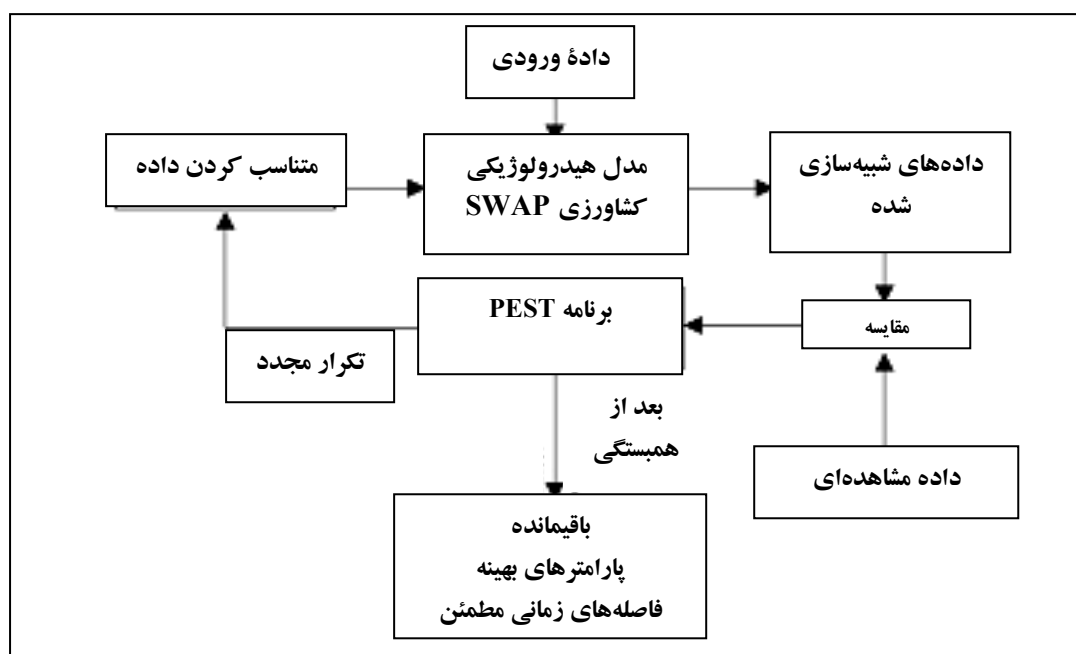 دادهٔ ورودی
متناسب کردن داده
مدل هیدرولوژیکی
کشاورزی SWAP
داده‌های شبیه‌سازی
شده
برنامه PEST
مقایسه
تکرار مجدد
بعد از
همبستگی
داده مشاهده‌ای
باقیمانده
پارامترهای بهینه
فاصله‌های زمانی مطمئن